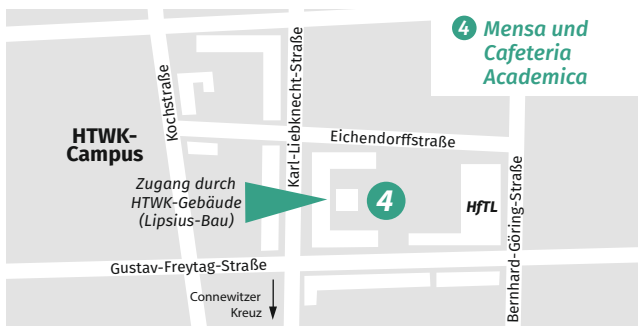 4 Mensa und
Cafeteria
Academica
Kochstraße
Karl-Liebknecht-Straße
Eichendorffstraße
HTWK-
Campus
Zugang durch
HTWK-Gebäude
(Lipsius-Bau)
4
HfTL
Bernhard-Göring-Straße
Gustav-Freytag-Straße
Connewitzer
Kreuz